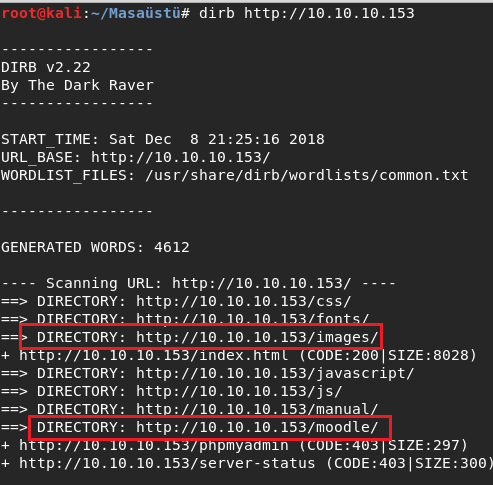 root@kali:~/Masaüstü# dirb http://10.10.10.153
-----------------
DIRB v2.22
By The Dark Raver
-----------------
START_TIME: Sat Dec  8 21:25:16 2018
URL_BASE: http://10.10.10.153/
WORDLIST_FILES: /usr/share/dirb/wordlists/common.txt
-----------------
GENERATED WORDS: 4612
---- Scanning URL: http://10.10.10.153/ ----
==> DIRECTORY: http://10.10.10.153/css/
==> DIRECTORY: http://10.10.10.153/fonts/
==> DIRECTORY: http://10.10.10.153/images/
+ http://10.10.10.153/index.html (CODE:200|SIZE:8028)
==> DIRECTORY: http://10.10.10.153/javascript/
==> DIRECTORY: http://10.10.10.153/js/
==> DIRECTORY: http://10.10.10.153/manual/
==> DIRECTORY: http://10.10.10.153/moodle/
+ http://10.10.10.153/phpmyadmin (CODE:403|SIZE:297)
+ http://10.10.10.153/server-status (CODE:403|SIZE:300)